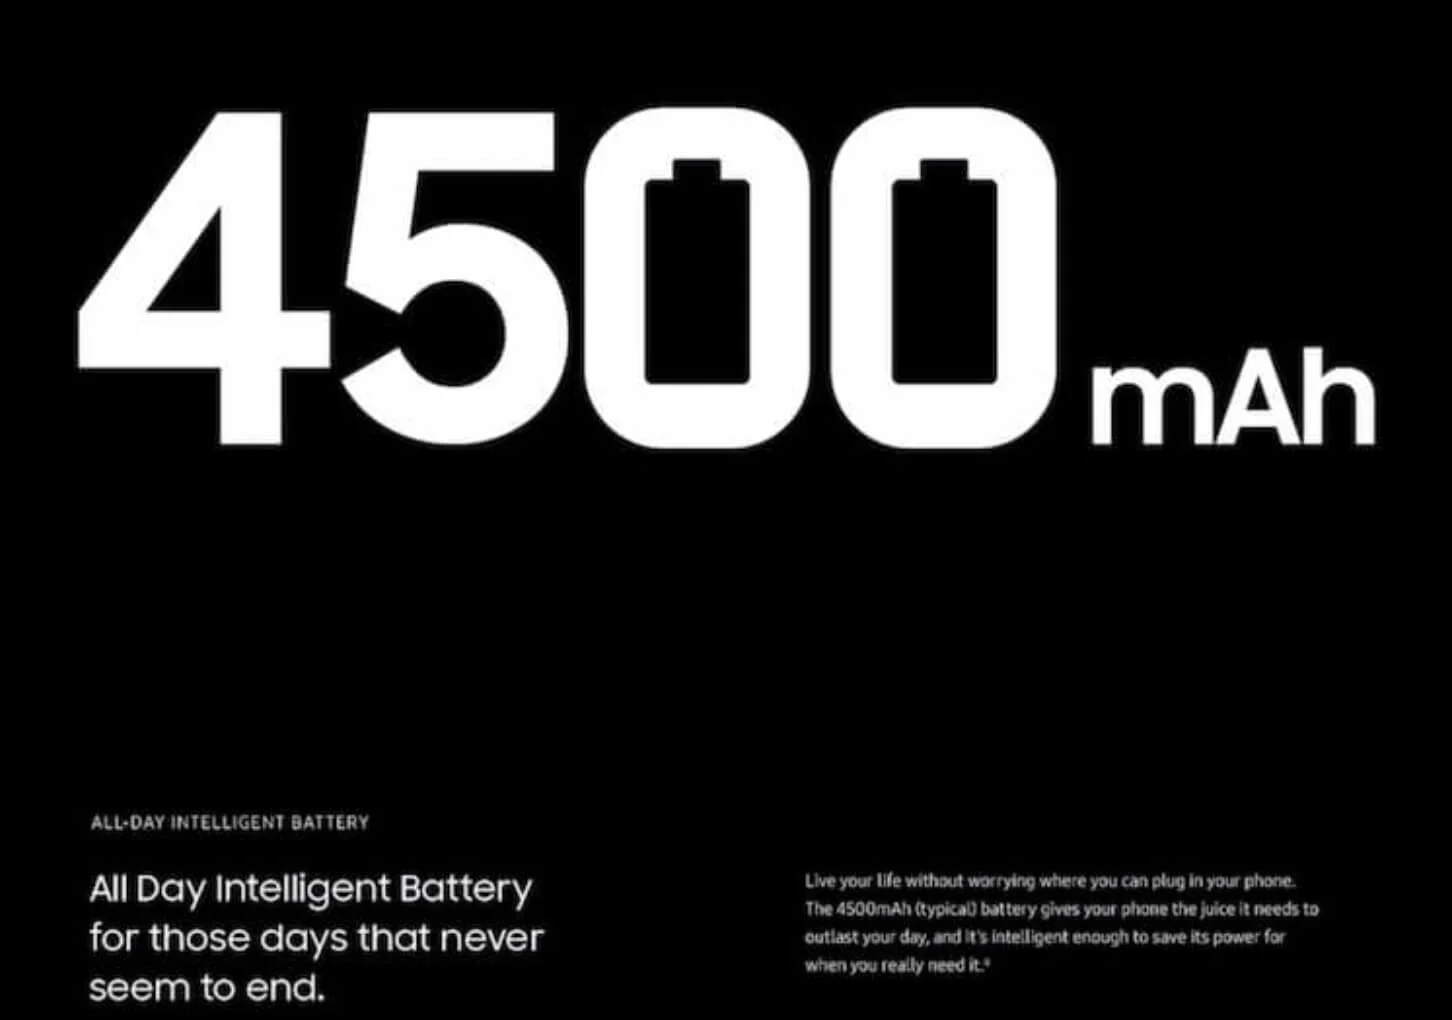 4500 mAh
ALL-DAY INTELLIGENT BATTERY
All Day Intelligent Battery
for those days that never
seem to end.
Live your life without worrying where you can plug in your phone.
The 4500mAh (typical) battery gives your phone the juice it needs to
outlast your day, and it's intelligent enough to save its power for
when you really need it.